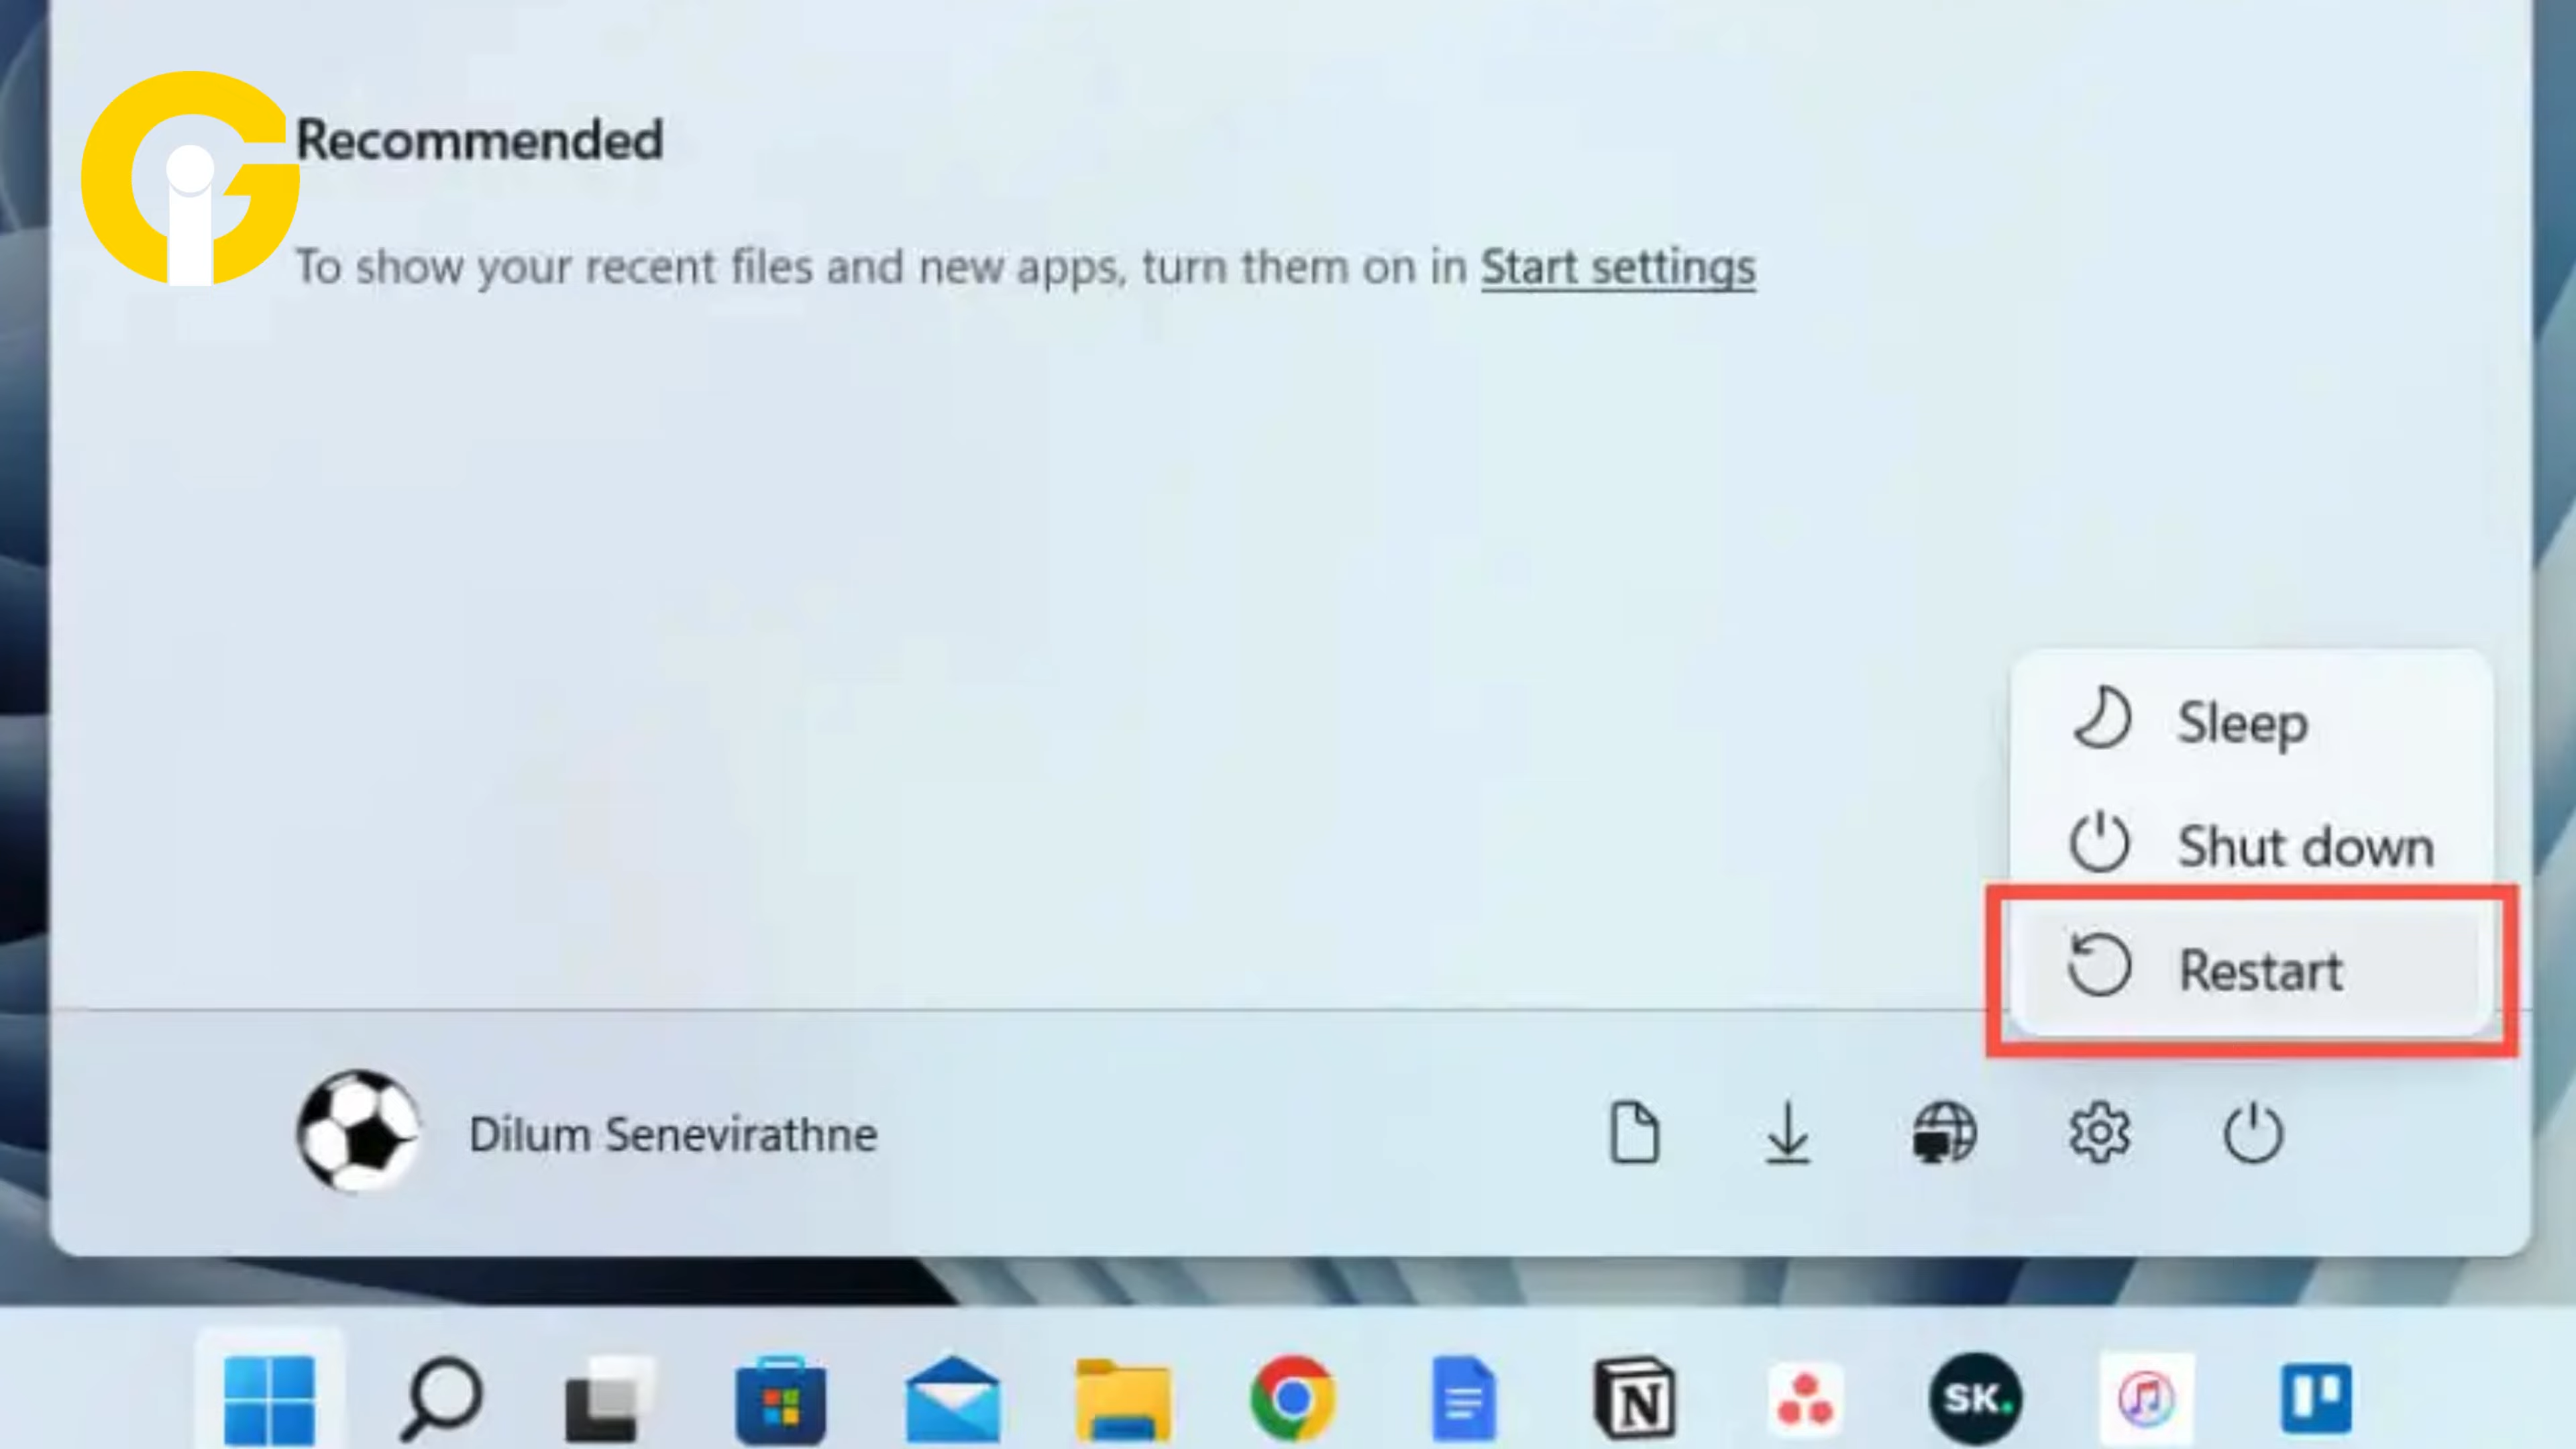 Recommended
To show your recent files and new apps, turn them on in Start settings
Sleep
Shut down
Restart
Dilum Senevirathne
N
SK.